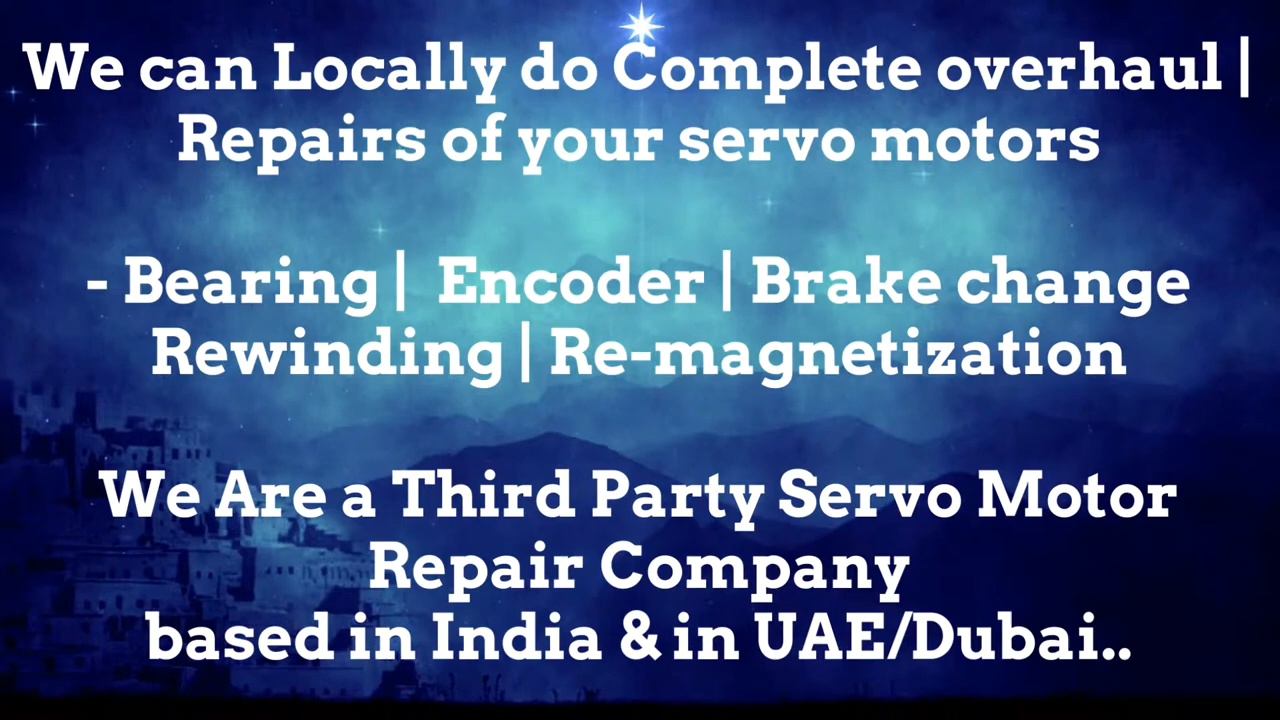 We can Locally do Complete overhaul |
Repairs of your servo motors
- Bearing | Encoder | Brake change
Rewinding | Re-magnetization
We Are a Third Party Servo Motor
Repair Company
based in India & in UAE/Dubai..